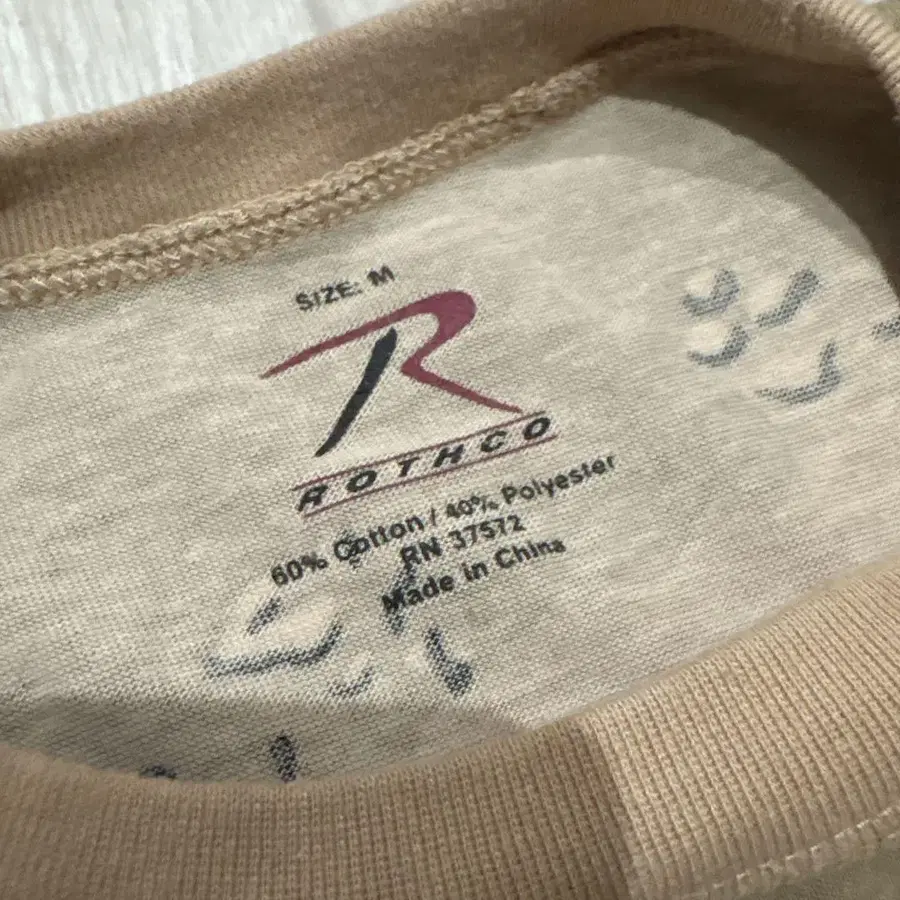 SIZE: M
ROTHCO
60% Cotton / 40% Polyester
RN 37572
Made in China